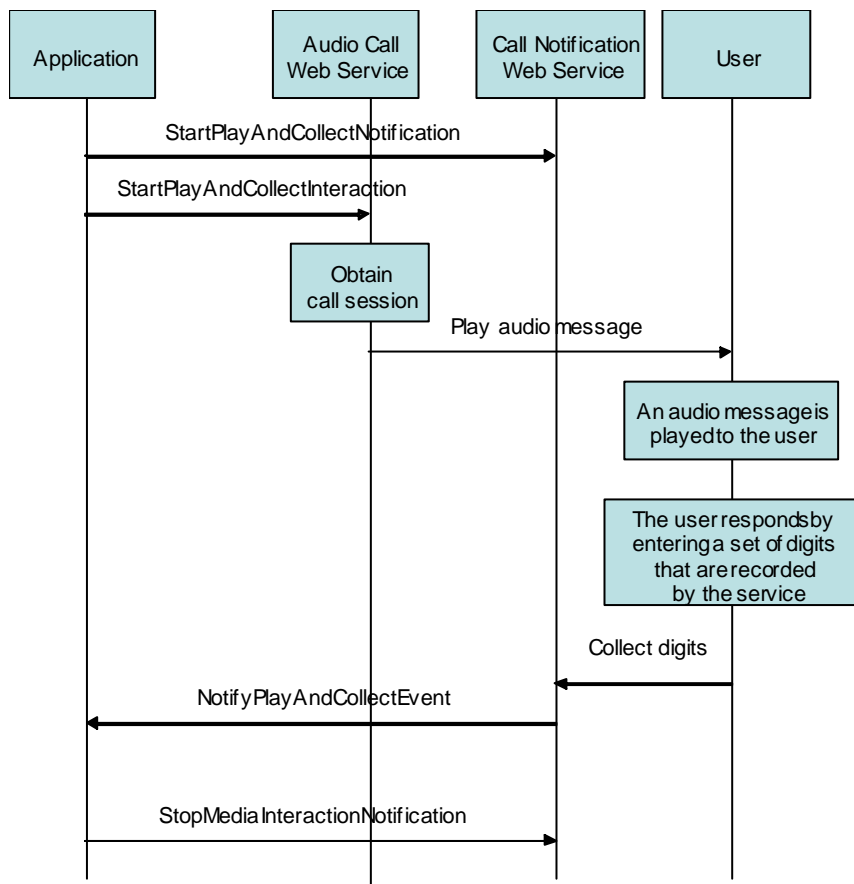 Application
Audio Call
Web Service
Call Notification
Web Service
User
StartPlayAndCollectNotification
StartPlayAndCollectInteraction
Obtain
call session
Play audio message
An audio message is
played to the user
The user responds by
entering a set of digits
that are recorded
by the service
Collect digits
NotifyPlayAndCollectEvent
StopMediaInteractionNotification